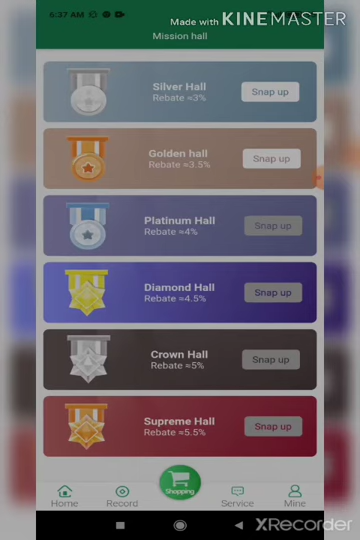 6:37 AM
Made with KINEMASTER
Mission hall
Silver Hall
Rebate ≈3%
Snap up
Golden hall
Rebate ≈3.5%
Snap up
Platinum Hall
Rebate ≈4%
Snap up
Diamond Hall
Rebate ≈4.5%
Snap up
Crown Hall
Rebate ≈5%
Snap up
Supreme Hall
Rebate ≈5.5%
Snap up
Home
Record
Shopping
Service
Mine
XRecorder